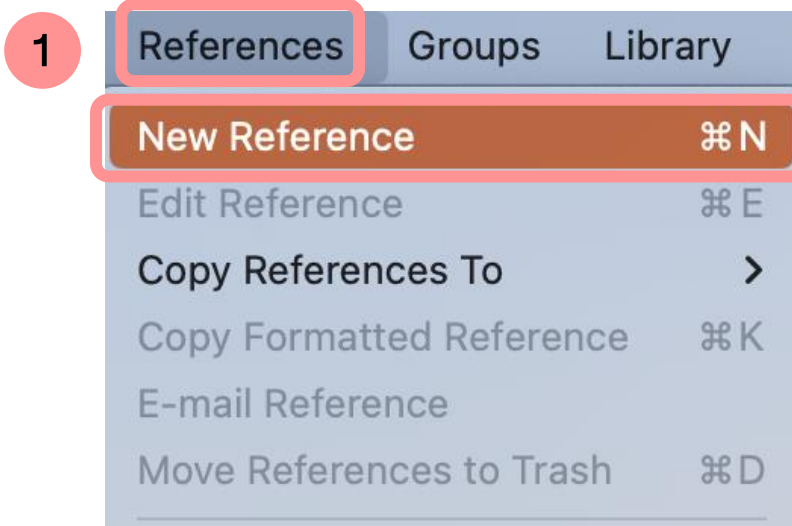 1
References Groups Library
New Reference ⌘N
Edit Reference ⌘E
Copy References To >
Copy Formatted Reference ⌘K
E-mail Reference
Move References to Trash ⌘D